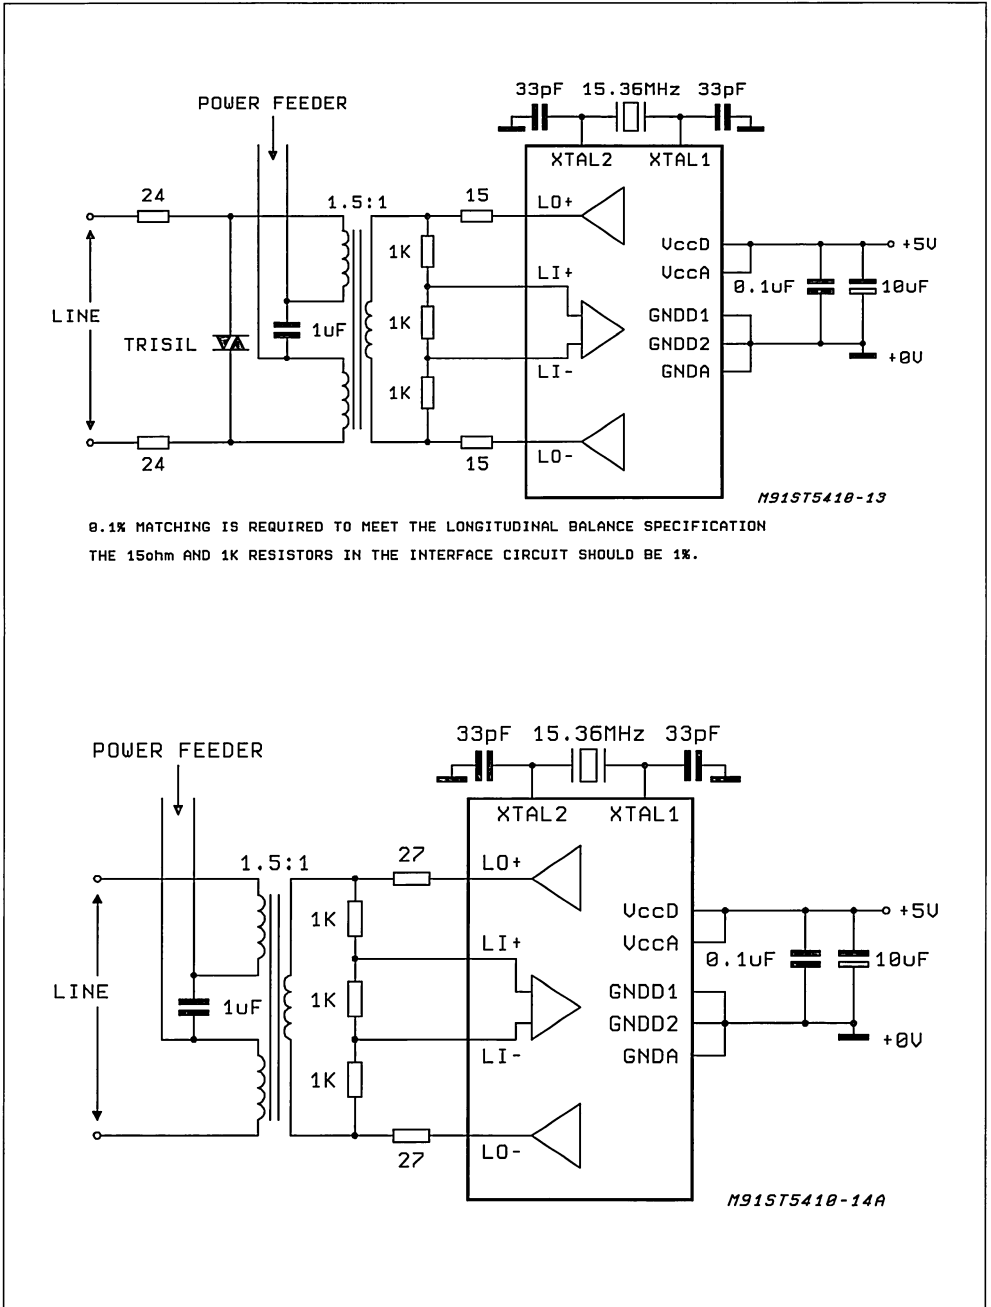 33pF 15.36MHz 33pF
POWER FEEDER
XTAL2 XTAL1
24
1.5:1
15
LO+
1K
LI+
VccD
+5V
VccA
0.1uF
10uF
LINE
1uF
1K
GNDD1
TRISIL
GNDD2
+0V
LI-
GNDA
1K
24
15
LO-
M91ST5410-13
0.1% MATCHING IS REQUIRED TO MEET THE LONGITUDINAL BALANCE SPECIFICATION
THE 15ohm AND 1K RESISTORS IN THE INTERFACE CIRCUIT SHOULD BE 1%.
33pF 15.36MHz 33pF
POWER FEEDER
XTAL2 XTAL1
1.5:1
27
LO+
1K
VccD
+5V
LI+
VccA
0.1uF
10uF
LINE
1uF
1K
GNDD1
GNDD2
+0V
LI-
GNDA
1K
27
LO-
M91ST5410-14A